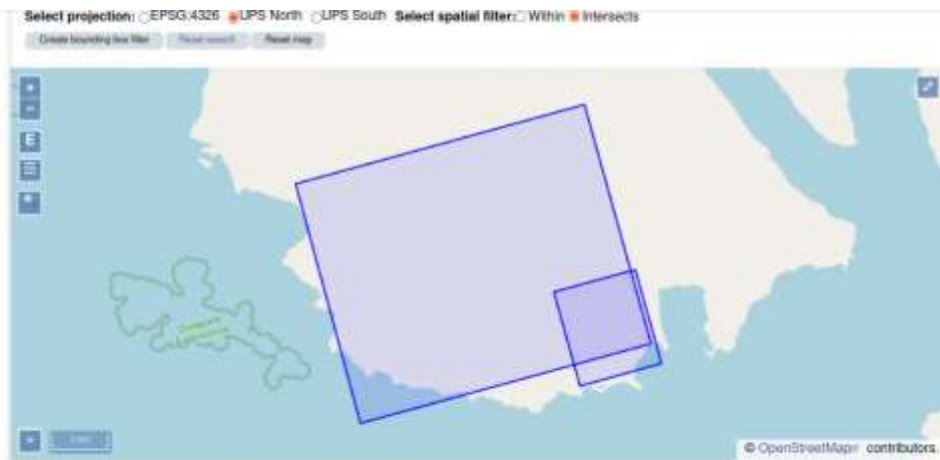 Select projection: EPSG:4326 UPS North UPS South Select spatial filter: Within Intersects
Create bounding box filter Reset search Reset map
+
−
E
© OpenStreetMap contributors.